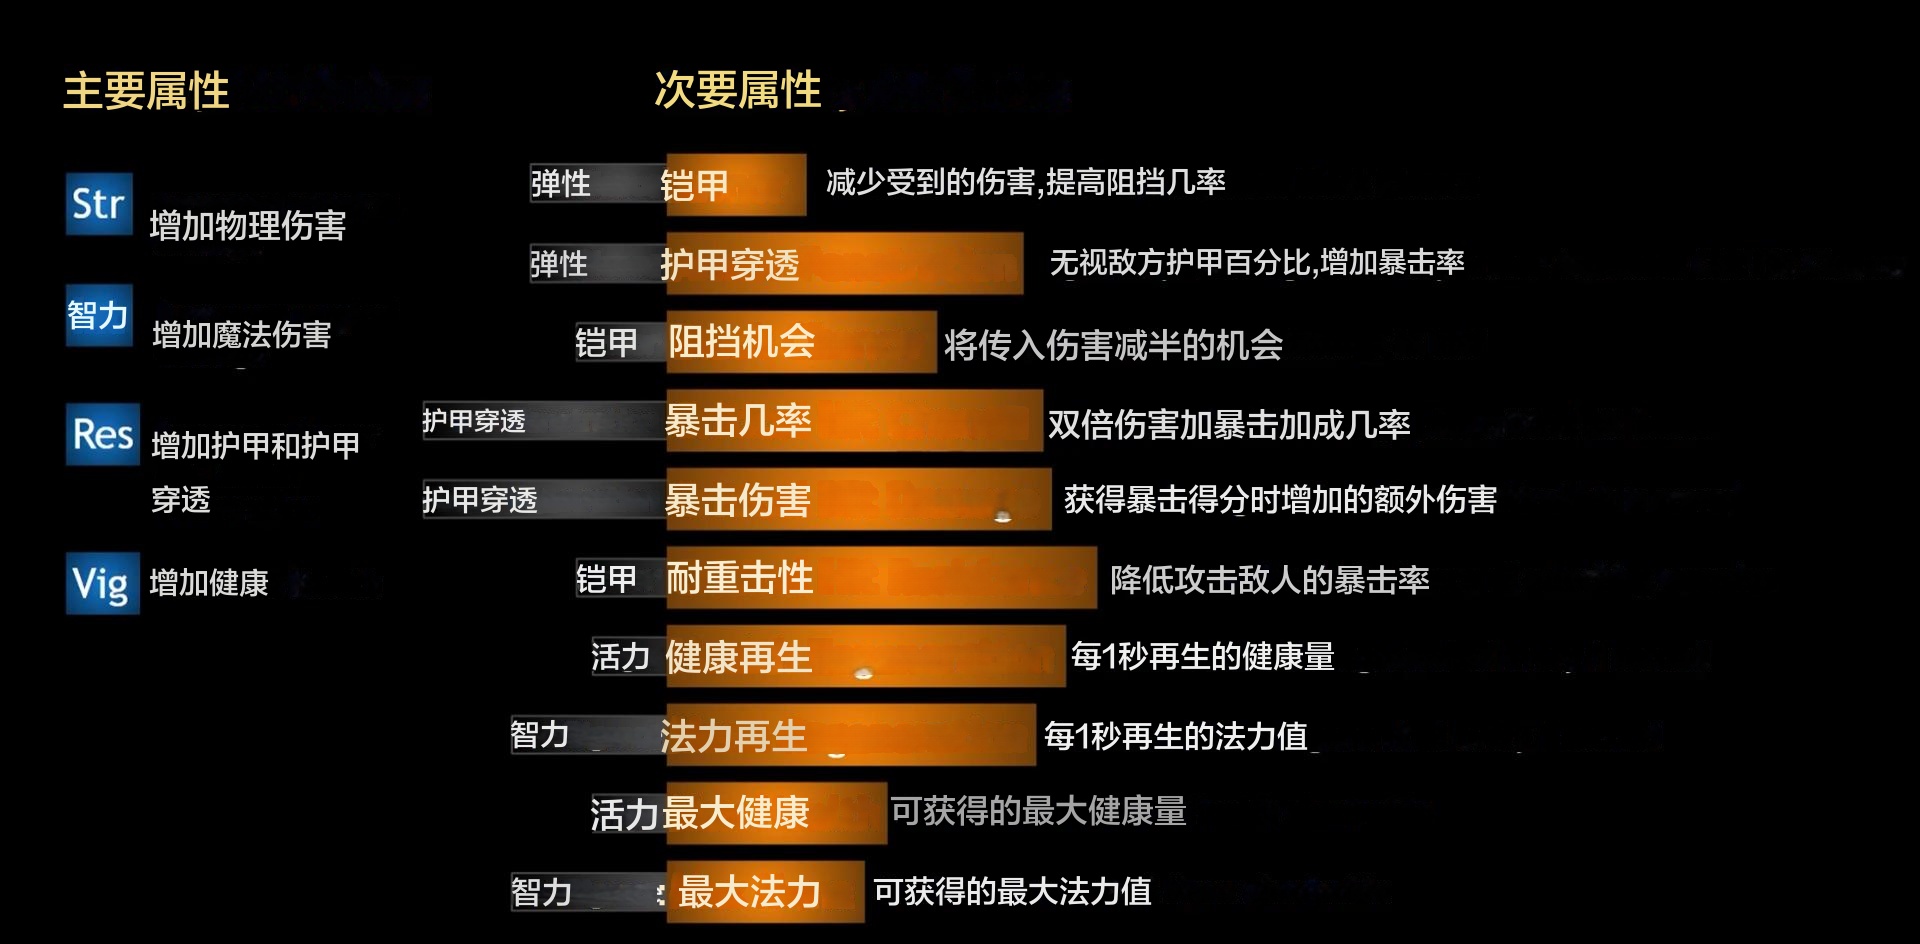 主要属性
Str
增加物理伤害
智力
增加魔法伤害
Res
增加护甲和护甲
穿透
Vig
增加健康
次要属性
弹性 铠甲 减少受到的伤害,提高阻挡几率
弹性 护甲穿透 无视敌方护甲百分比,增加暴击率
铠甲 阻挡机会 将传入伤害减半的机会
护甲穿透 暴击几率 双倍伤害加暴击加成几率
护甲穿透 暴击伤害 获得暴击得分时增加的额外伤害
铠甲 耐重击性 降低攻击敌人的暴击率
活力 健康再生 每1秒再生的健康量
智力 法力再生 每1秒再生的法力值
活力 最大健康 可获得的最大健康量
智力 最大法力 可获得的最大法力值